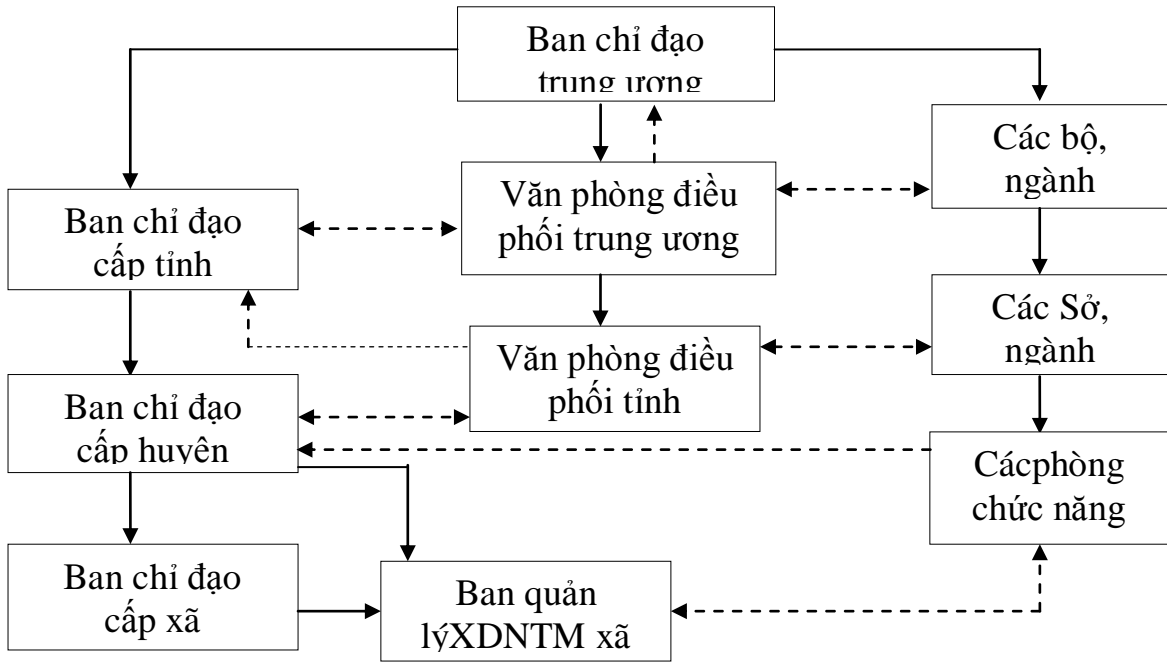 Ban chỉ đạo
trung ương
Các bộ,
ngành
Văn phòng điều
phối trung ương
Ban chỉ đạo
cấp tỉnh
Các Sở,
ngành
Văn phòng điều
phối tỉnh
Ban chỉ đạo
cấp huyện
Cácphòng
chức năng
Ban chỉ đạo
cấp xã
Ban quản
lýXDNTM xã